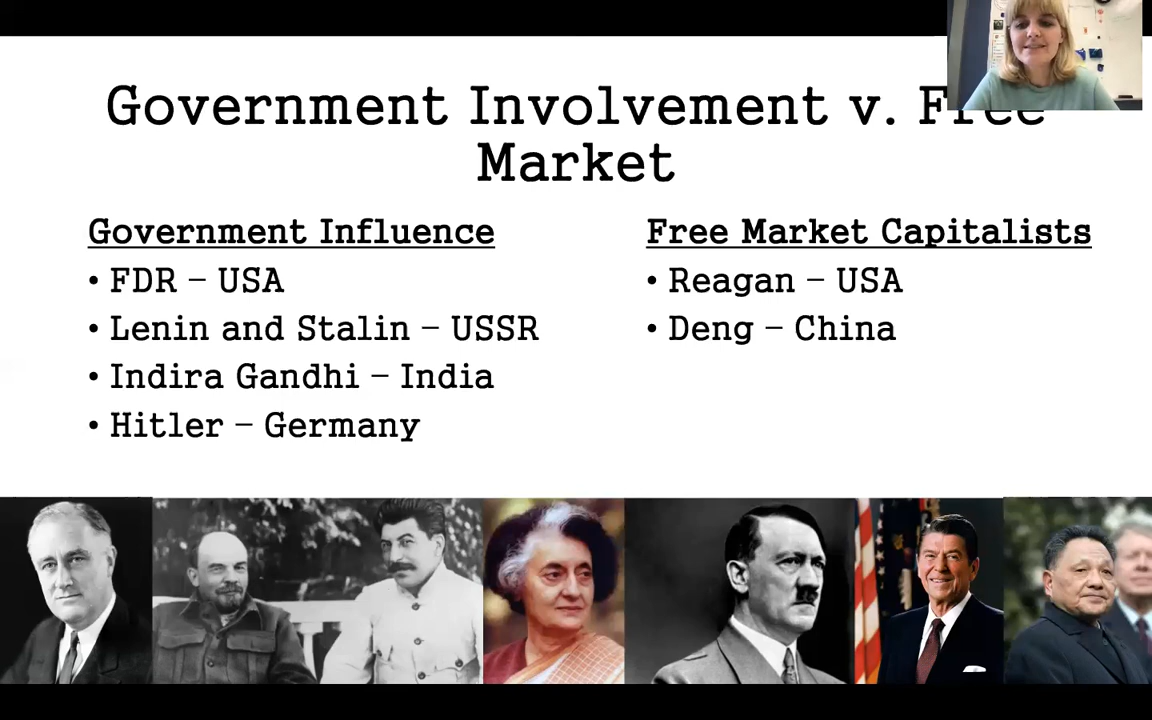 Government Involvement v. Free
Market
Government Influence
• FDR – USA
• Lenin and Stalin – USSR
• Indira Gandhi – India
• Hitler – Germany
Free Market Capitalists
• Reagan – USA
• Deng – China